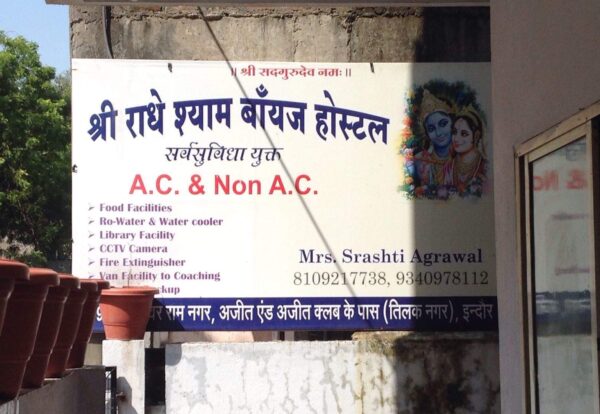 ॥ श्री सदगुरुदेव नमः ॥
श्री राधे श्याम बॉयज होस्टल
सर्वसुविधा युक्त
A.C. & Non A.C.
➢ Food Facilities
➢ Ro-Water & Water cooler
➢ Library Facility
➢ CCTV Camera
➢ Fire Extinguisher
➢ Van Facility to Coaching
Mrs. Srashti Agrawal
8109217738, 9340978112
राम नगर, अजीत एंड अजीत क्लब के पास (तिलक नगर), इन्दौर